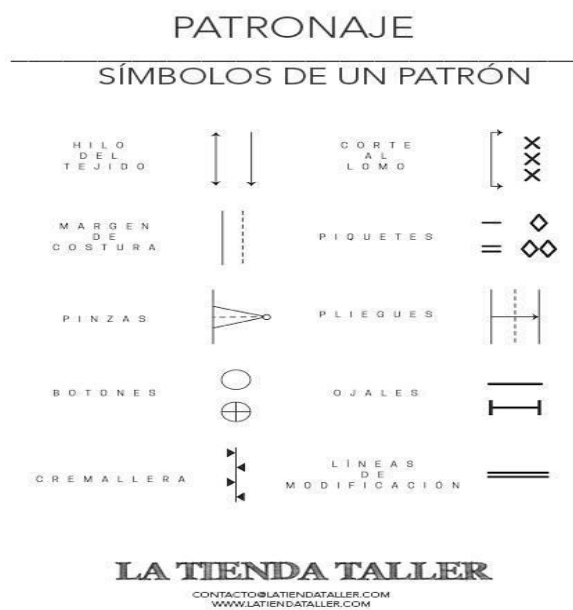 PATRONAJE
SÍMBOLOS DE UN PATRÓN
HILO
DEL
TEJIDO
CORTE
AL
LOMO
MARGEN
DE
COSTURA
PIQUETES
PINZAS
PLIEQUES
BOTONES
OJALES
CREMALLERA
LÍNEAS
DE
MODIFICACIÓN
LA TIENDA TALLER
CONTACTO@LATIENDATALLER.COM
WWW.LATIENDATALLER.COM